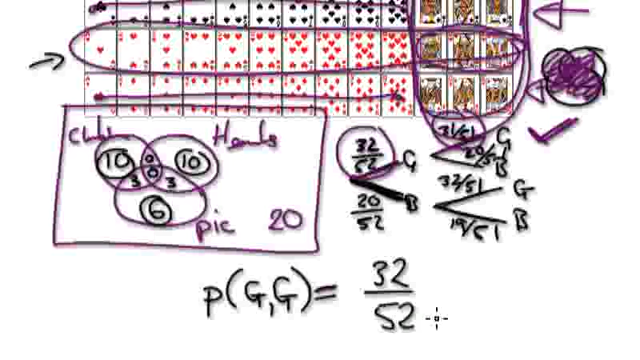 Clubs Hearts
10 0 10
0
3 3
6
pic 20
32/52 G 31/51 G
20/51 B
20/52 B 32/51 G
19/51 B
p(G,G)= 32/52